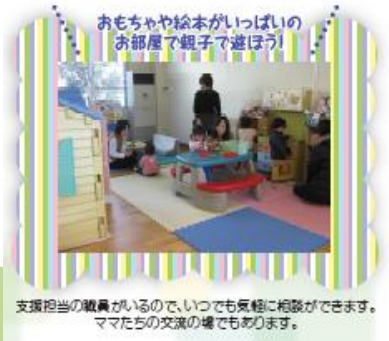 おもちゃや絵本がいっぱいの
お部屋で親子で遊ぼう!
支援担当の職員がいるので、いつでも気軽に相談ができます。
ママたちの交流の場でもあります。